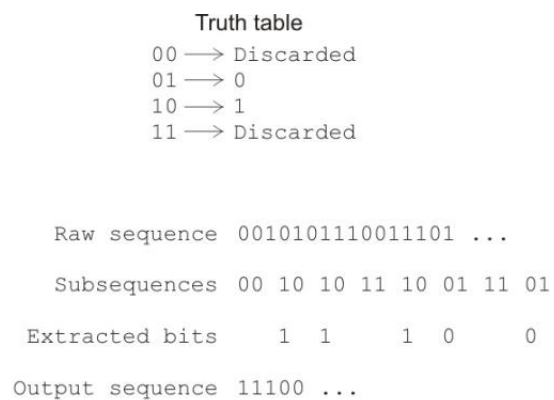 Truth table
00 → Discarded
01 → 0
10 → 1
11 → Discarded
Raw sequence 0010101110011101 ...
Subsequences 00 10 10 11 10 01 11 01
Extracted bits 1 1 1 0 0
Output sequence 11100 ...